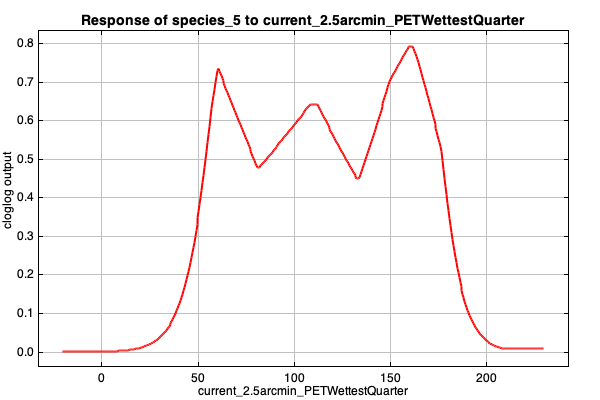 Response of species_5 to current_2.5arcmin_PETWettestQuarter
0.8
0.7
0.6
0.5
0.4
0.3
0.2
0.1
0.0
cloglog output
0 50 100 150 200
current_2.5arcmin_PETWettestQuarter